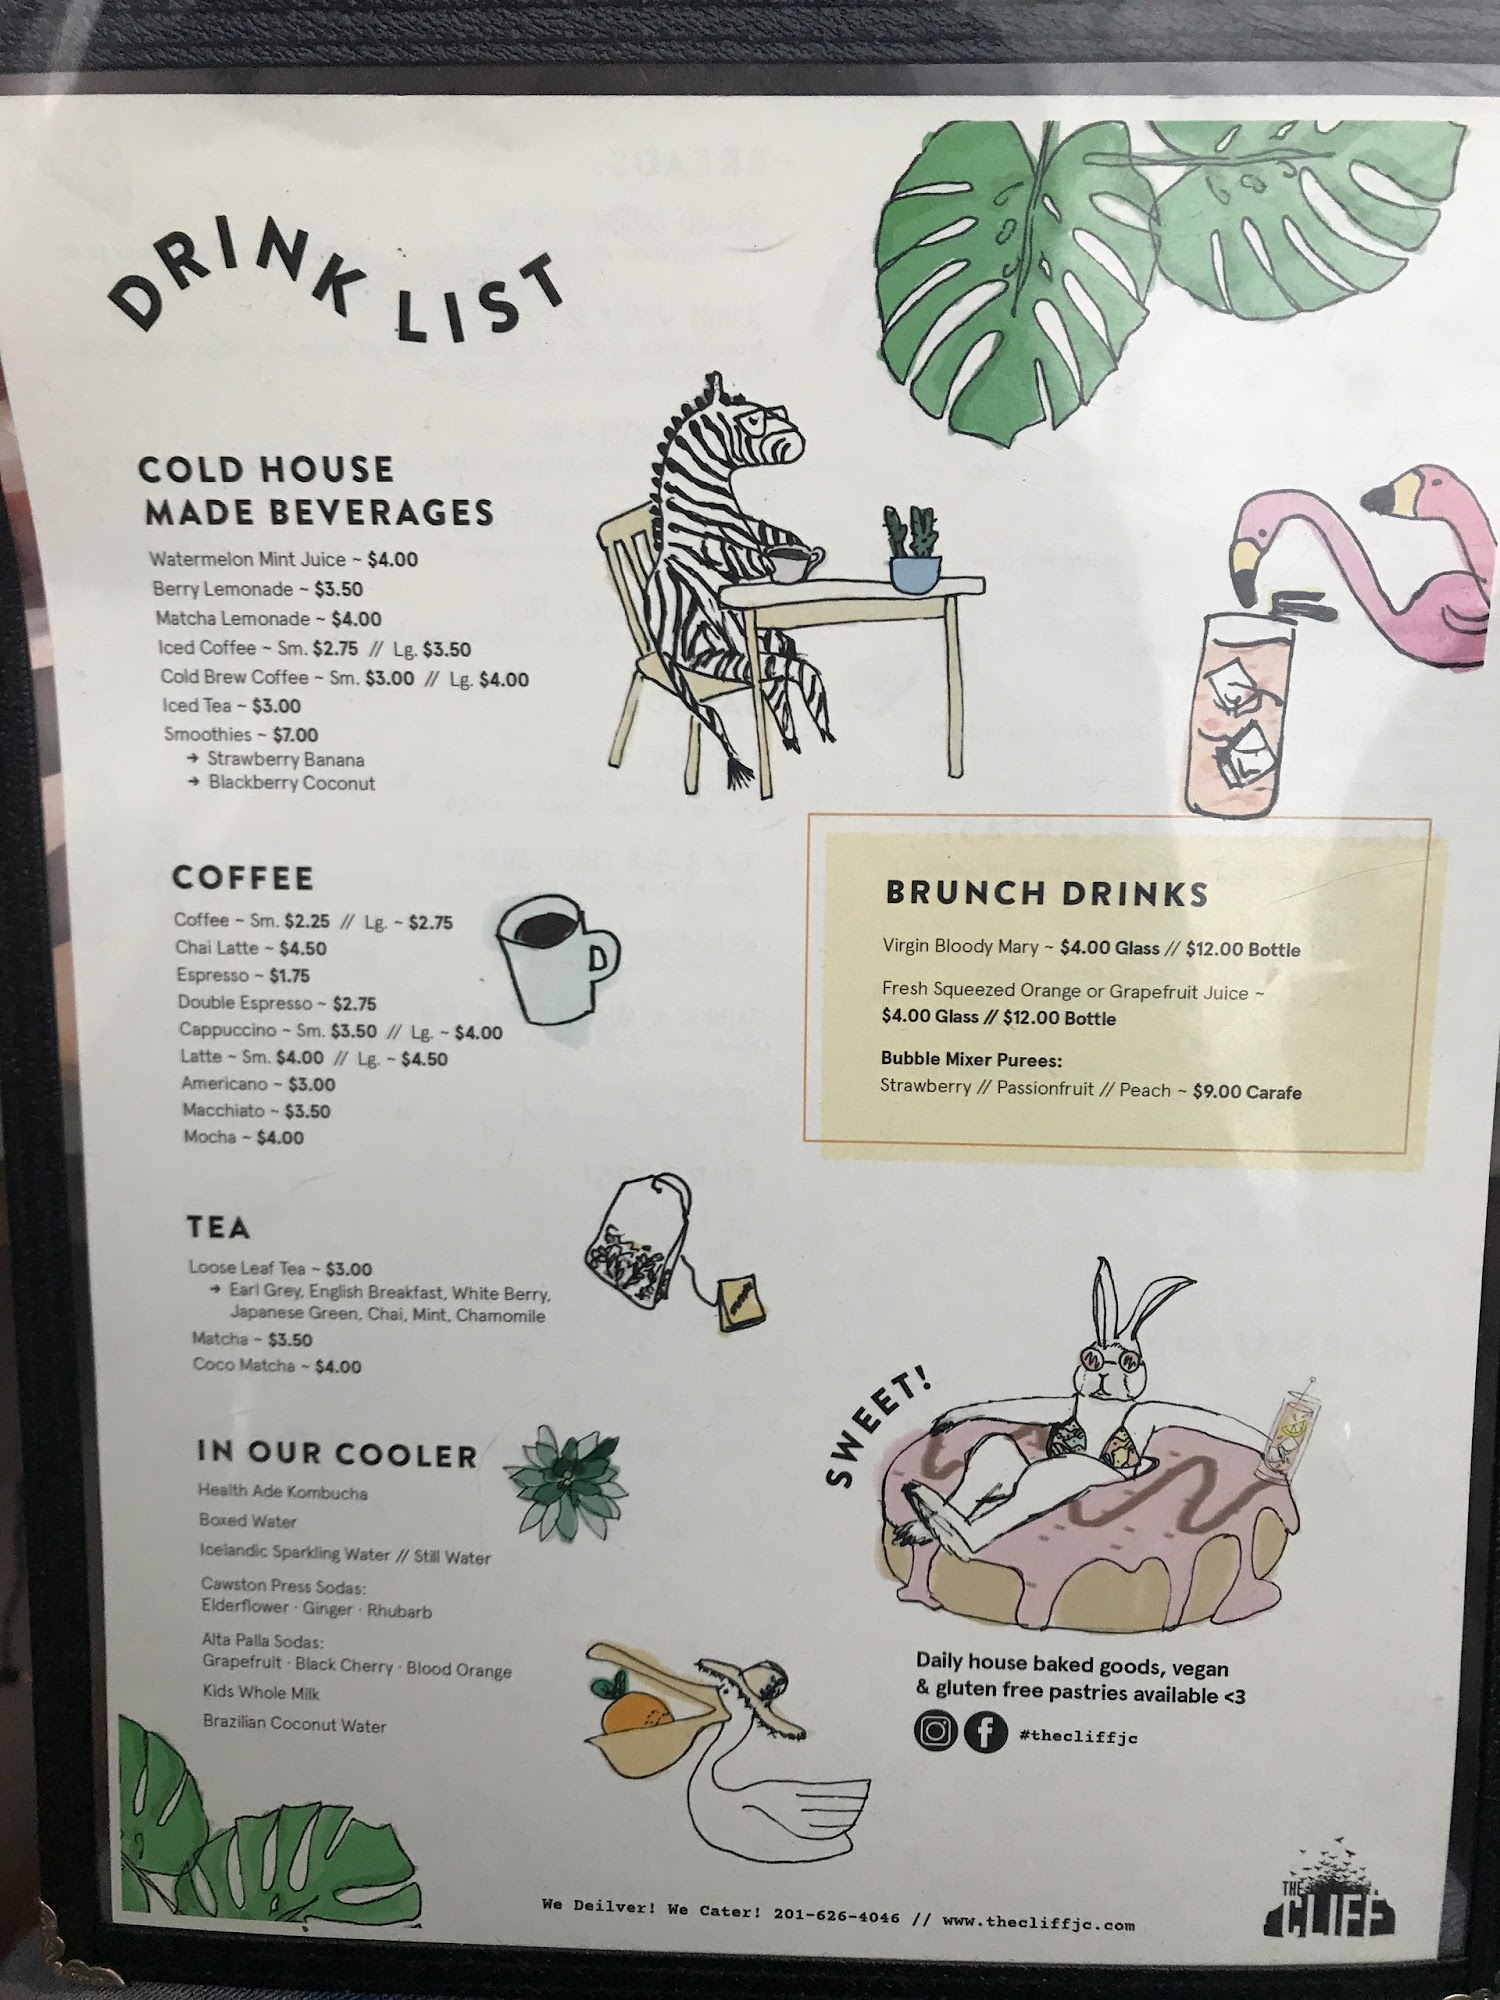 DRINK LIST
COLD HOUSE
MADE BEVERAGES
Watermelon Mint Juice ~ $4.00
Berry Lemonade ~ $3.50
Matcha Lemonade ~ $4.00
Iced Coffee ~ Sm. $2.75 // Lg. $3.50
Cold Brew Coffee ~ Sm. $3.00 // Lg. $4.00
Iced Tea ~ $3.00
Smoothies ~ $7.00
→ Strawberry Banana
→ Blackberry Coconut
COFFEE
Coffee ~ Sm. $2.25 // Lg. ~ $2.75
Chai Latte ~ $4.50
Espresso ~ $1.75
Double Espresso ~ $2.75
Cappuccino ~ Sm. $3.50 // Lg. ~ $4.00
Latte ~ Sm. $4.00 // Lg. ~ $4.50
Americano ~ $3.00
Macchiato ~ $3.50
Mocha ~ $4.00
TEA
Loose Leaf Tea ~ $3.00
→ Earl Grey, English Breakfast, White Berry,
Japanese Green, Chai, Mint, Chamomile
Matcha ~ $3.50
Coco Matcha ~ $4.00
IN OUR COOLER
Health Ade Kombucha
Boxed Water
Icelandic Sparkling Water // Still Water
Cawston Press Sodas:
Elderflower · Ginger · Rhubarb
Alta Palla Sodas:
Grapefruit · Black Cherry · Blood Orange
Kids Whole Milk
Brazilian Coconut Water
BRUNCH DRINKS
Virgin Bloody Mary ~ $4.00 Glass // $12.00 Bottle
Fresh Squeezed Orange or Grapefruit Juice ~
$4.00 Glass // $12.00 Bottle
Bubble Mixer Purees:
Strawberry // Passionfruit // Peach ~ $9.00 Carafe
SWEET!
Daily house baked goods, vegan
& gluten free pastries available <3
#thecliffjc
We Deilver! We Cater! 201-626-4046 // www.thecliffjc.com
THE
CLIFF